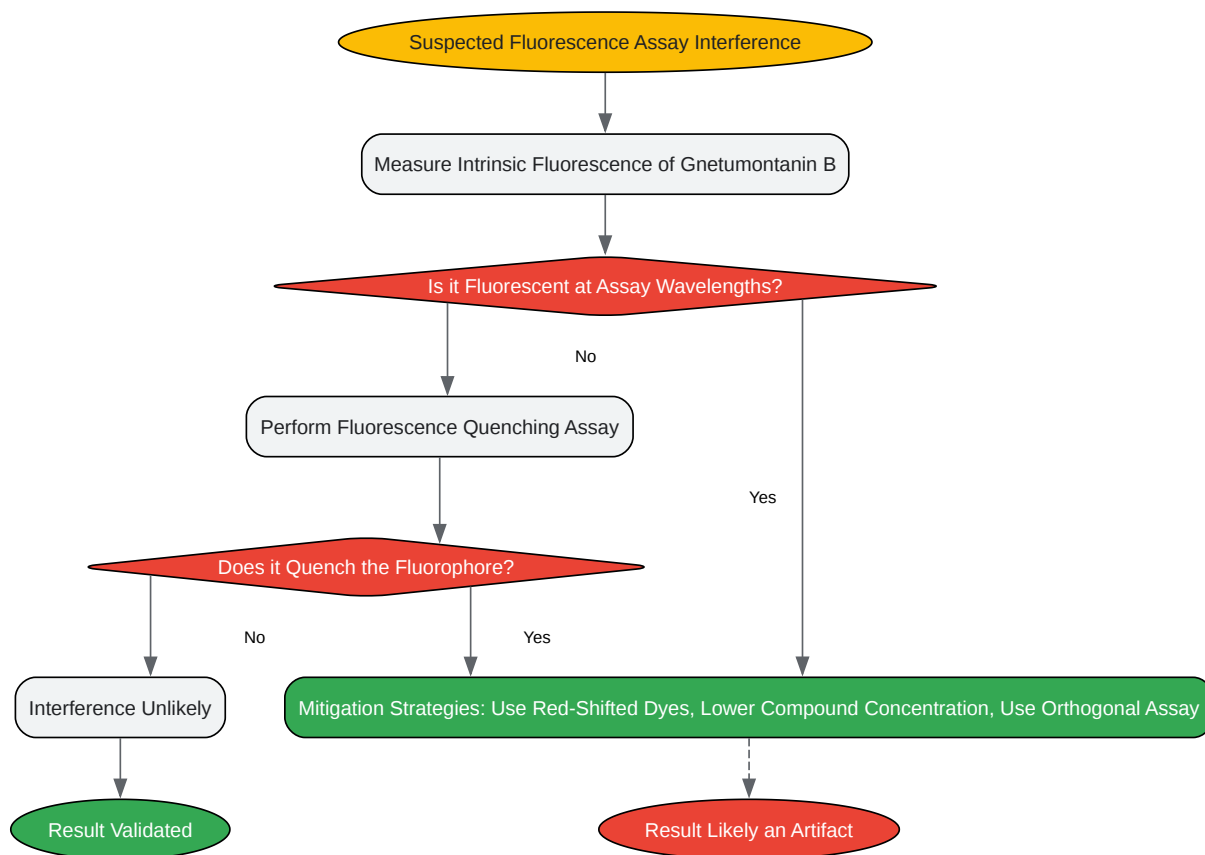 Suspected Fluorescence Assay Interference
Measure Intrinsic Fluorescence of Gnetumontanin B
Is it Fluorescent at Assay Wavelengths?
No
Perform Fluorescence Quenching Assay
Yes
Does it Quench the Fluorophore?
No
Yes
Interference Unlikely
Mitigation Strategies: Use Red-Shifted Dyes, Lower Compound Concentration, Use Orthogonal Assay
Result Validated
Result Likely an Artifact